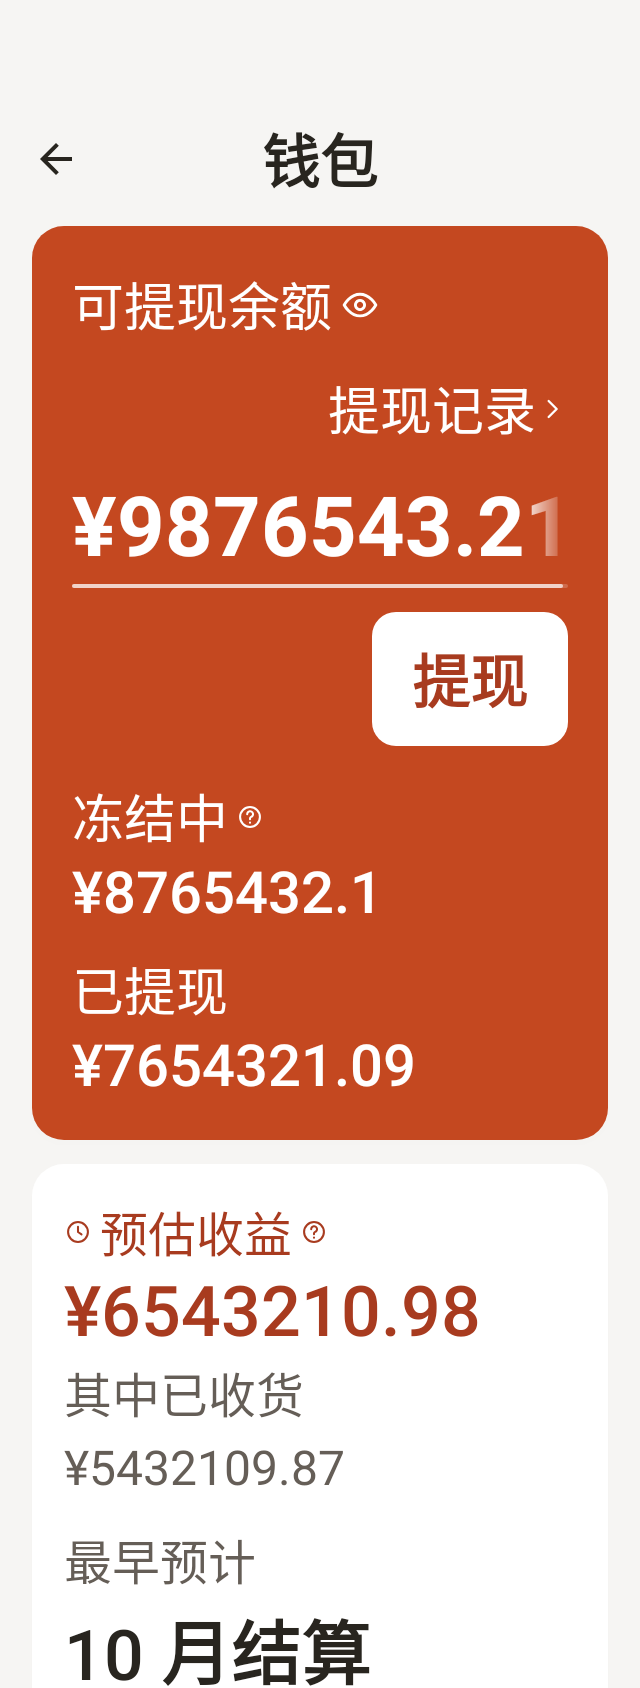 钱包
可提现余额
提现记录
¥9876543.21
提现
冻结中
¥8765432.1
已提现
¥7654321.09
预估收益
¥6543210.98
其中已收货
¥5432109.87
最早预计
10 月结算